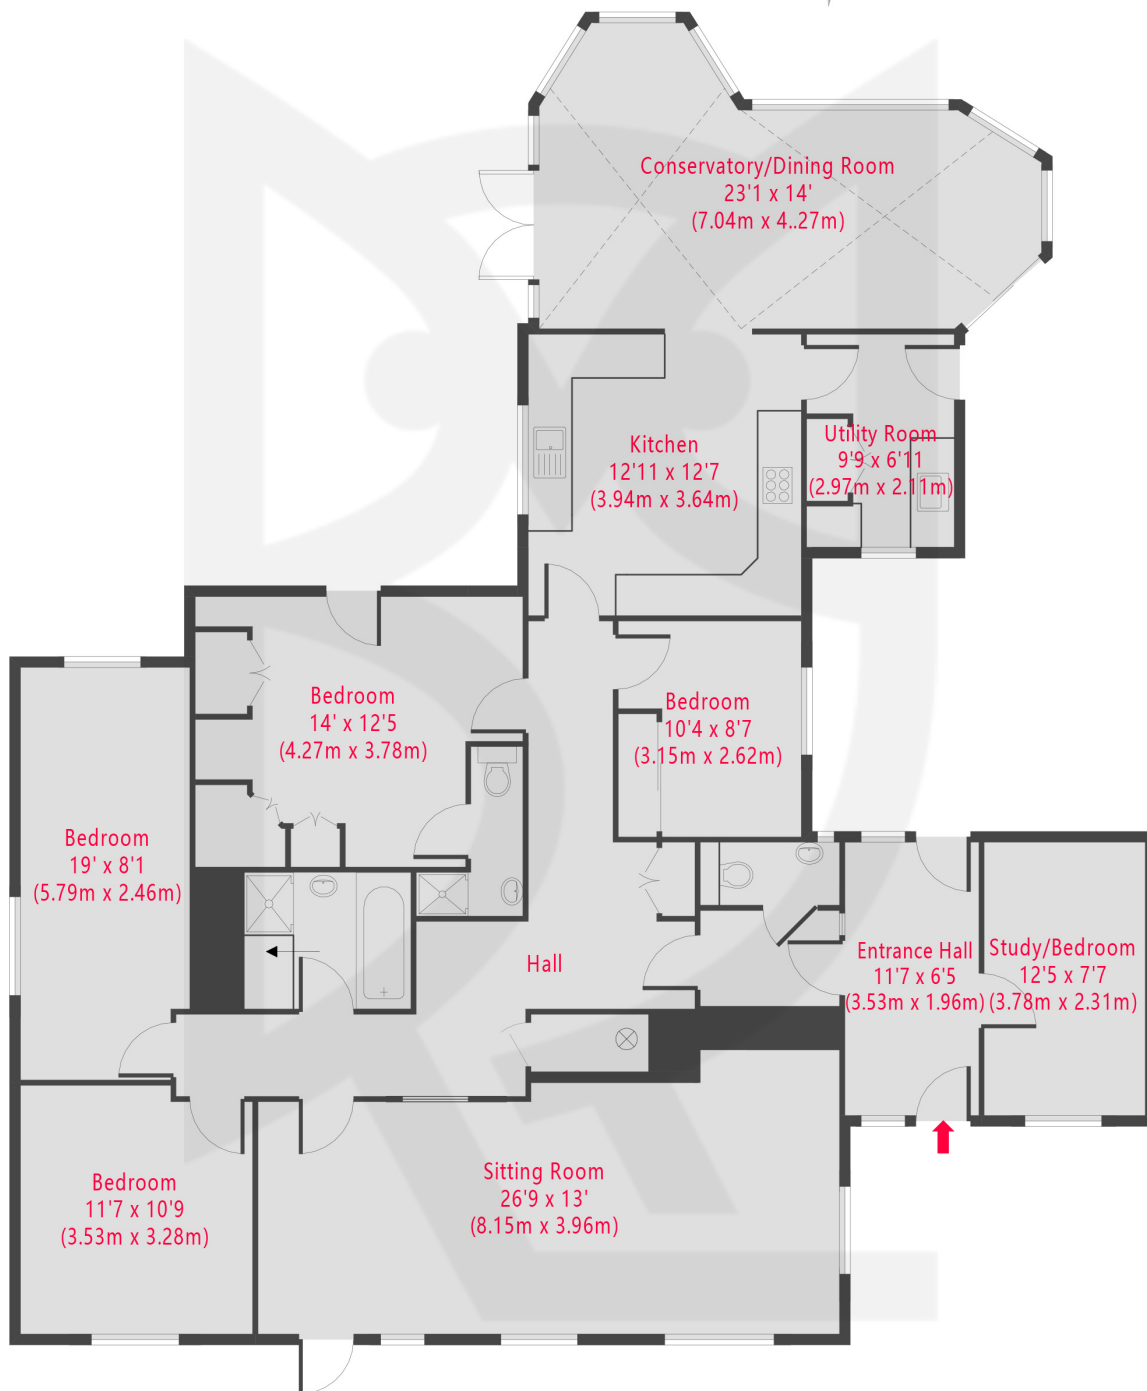 Conservatory/Dining Room
23'1 x 14'
(7.04m x 4..27m)
Kitchen
12'11 x 12'7
(3.94m x 3.64m)
Utility Room
9'9 x 6'11
(2.97m x 2.11m)
Bedroom
14' x 12'5
(4.27m x 3.78m)
Bedroom
10'4 x 8'7
(3.15m x 2.62m)
Bedroom
19' x 8'1
(5.79m x 2.46m)
Hall
Entrance Hall
11'7 x 6'5
(3.53m x 1.96m)
Study/Bedroom
12'5 x 7'7
(3.78m x 2.31m)
Bedroom
11'7 x 10'9
(3.53m x 3.28m)
Sitting Room
26'9 x 13'
(8.15m x 3.96m)